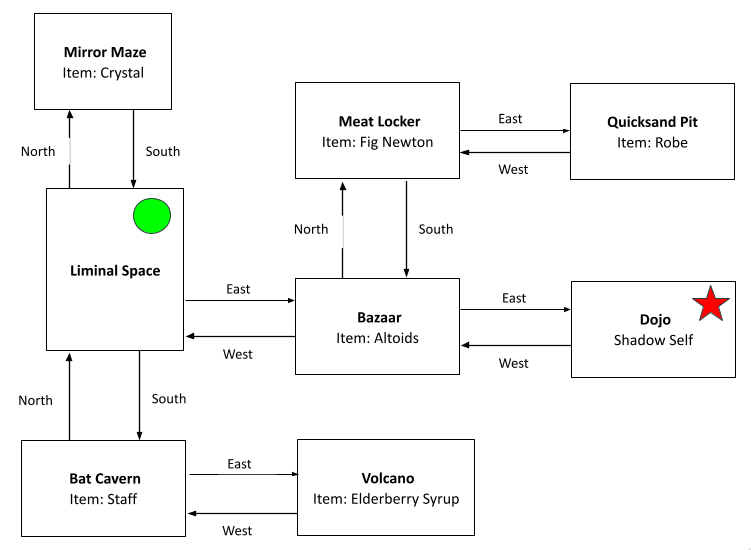 Mirror Maze
Item: Crystal
North
South
Meat Locker
Item: Fig Newton
East
West
Quicksand Pit
Item: Robe
North
South
Liminal Space
East
West
Bazaar
Item: Altoids
East
West
Dojo
Shadow Self
North
South
Bat Cavern
Item: Staff
East
West
Volcano
Item: Elderberry Syrup